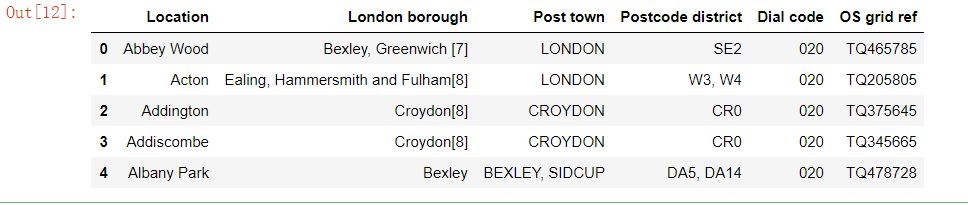 Out[12]:
Location London borough Post town Postcode district Dial code OS grid ref
0 Abbey Wood Bexley, Greenwich [7] LONDON SE2 020 TQ465785
1 Acton Ealing, Hammersmith and Fulham[8] LONDON W3, W4 020 TQ205805
2 Addington Croydon[8] CROYDON CR0 020 TQ375645
3 Addiscombe Croydon[8] CROYDON CR0 020 TQ345665
4 Albany Park Bexley BEXLEY, SIDCUP DA5, DA14 020 TQ478728